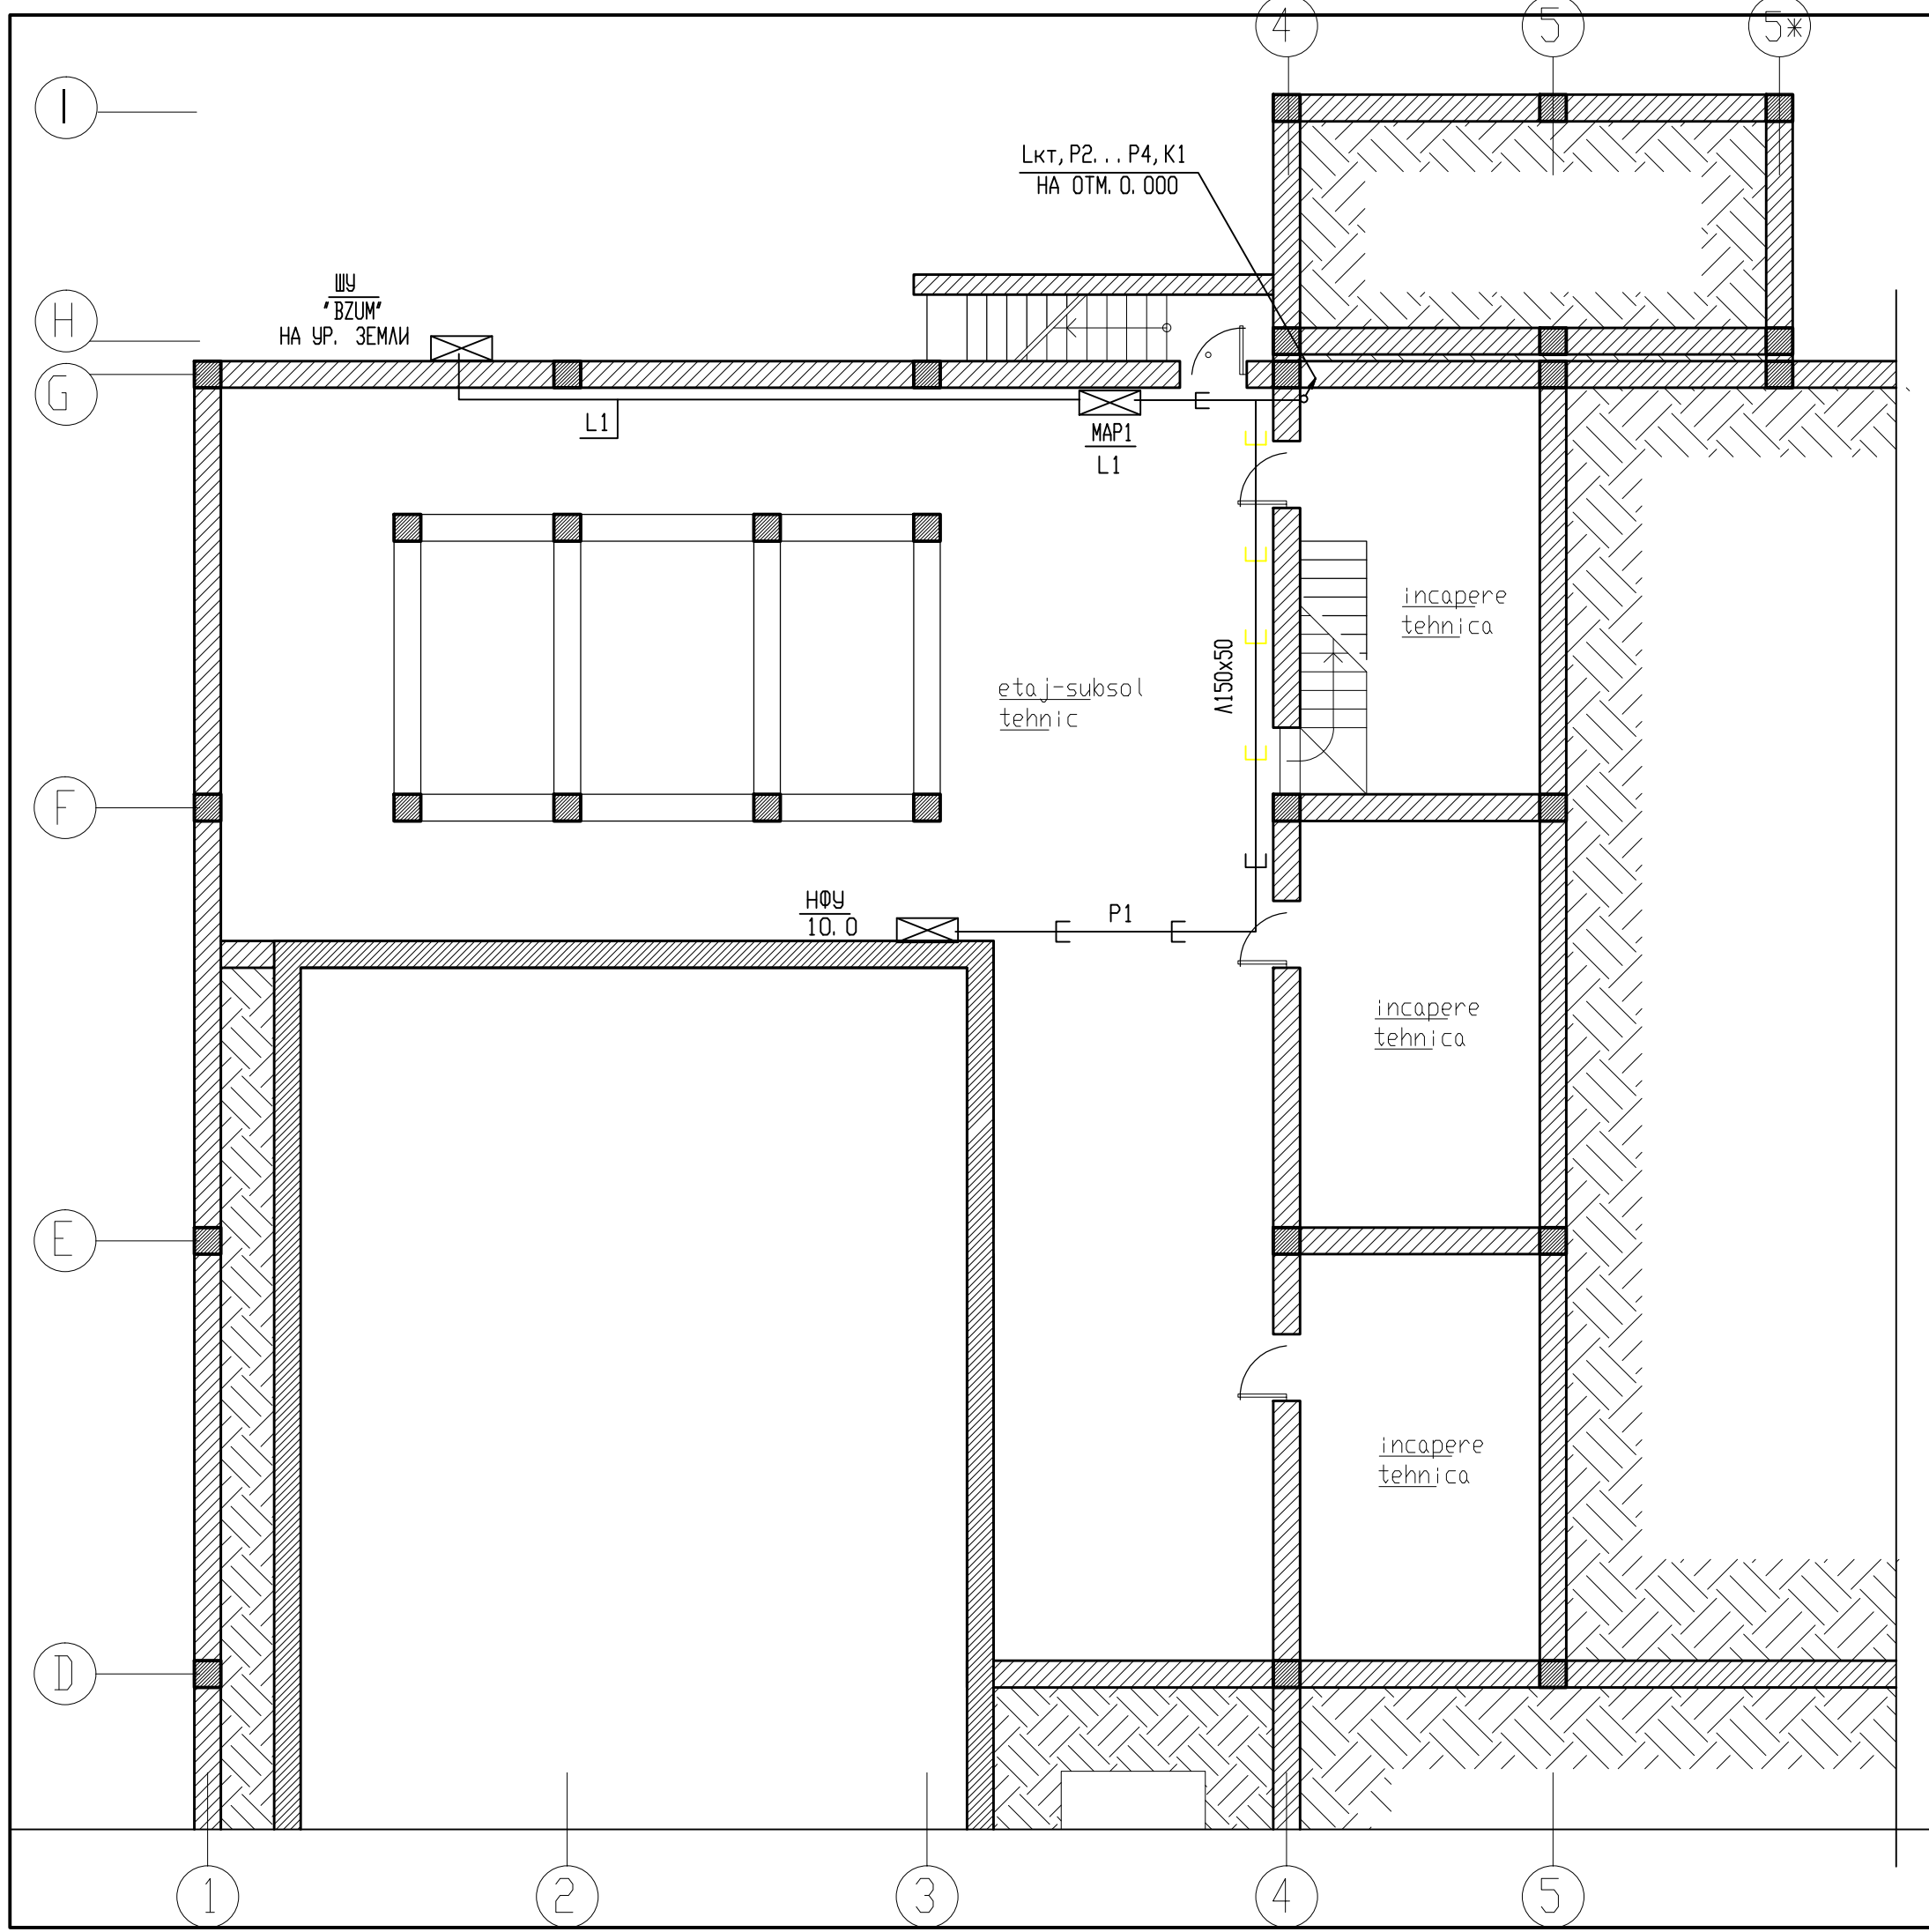 4
5
5*
I
Lкт, P2. . . P4, K1
НА ОТМ. 0. 000
ШУ
"BZUM"
НА УР. ЗЕМЛИ
H
G
L1
MAP1
L1
incapere
tehnica
Л150x50
etaj-subsol
tehnic
F
НФУ
10. 0
P1
incapere
tehnica
E
incapere
tehnica
D
1
2
3
4
5